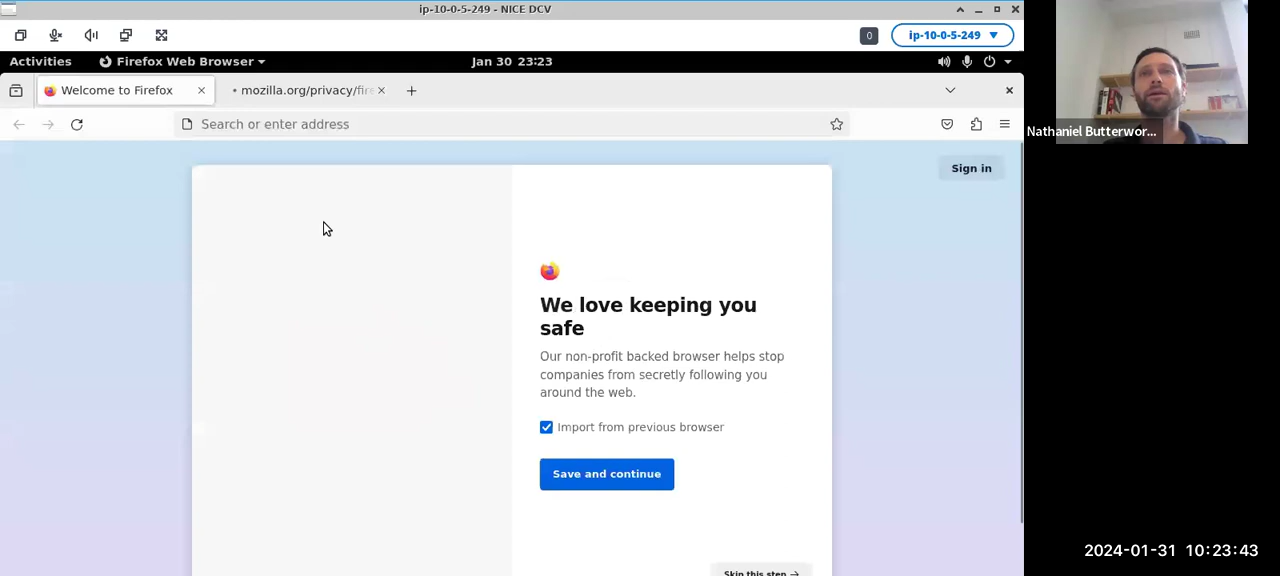 ip-10-0-5-249 - NICE DCV
0
ip-10-0-5-249
Activities
Firefox Web Browser
Jan 30 23:23
Welcome to Firefox
mozilla.org/privacy/fire
Search or enter address
Sign in
We love keeping you
safe
Our non-profit backed browser helps stop
companies from secretly following you
around the web.
Import from previous browser
Save and continue
Skip this step
Nathaniel Butterwor...
2024-01-31 10:23:43